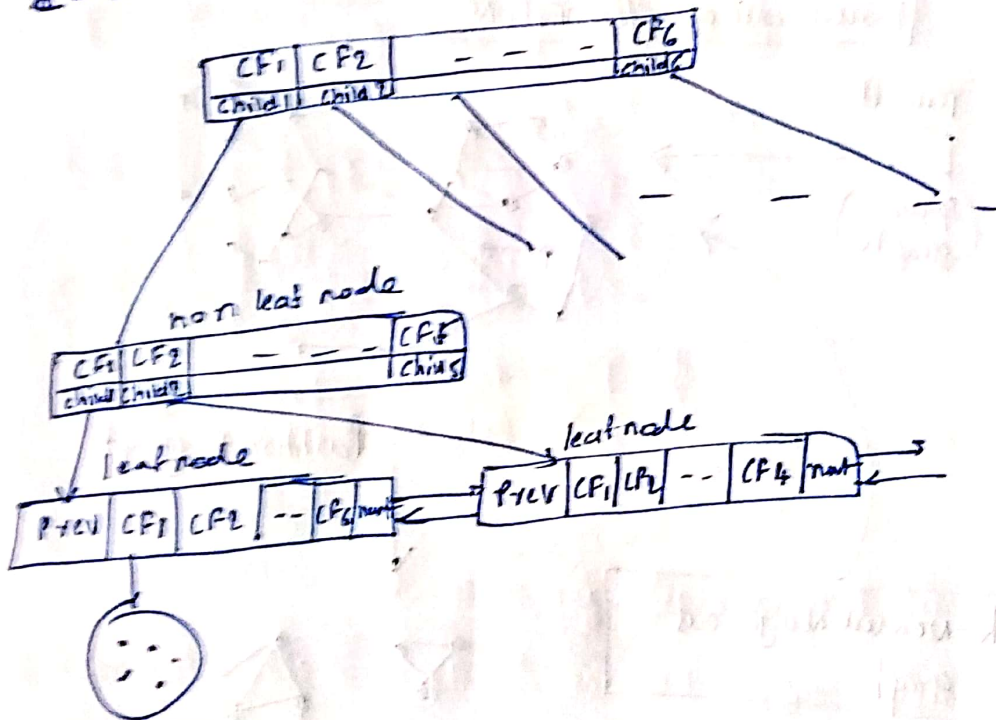 CF1 CF2 - - - CF6
child1 child2 child6
non leaf node
CF1 CF2 - - - CF5
child1 child2 child5
leaf node
leaf node
Prev CF1 CF2 -- CF6 next
Prev CF1 CF2 -- CF4 next